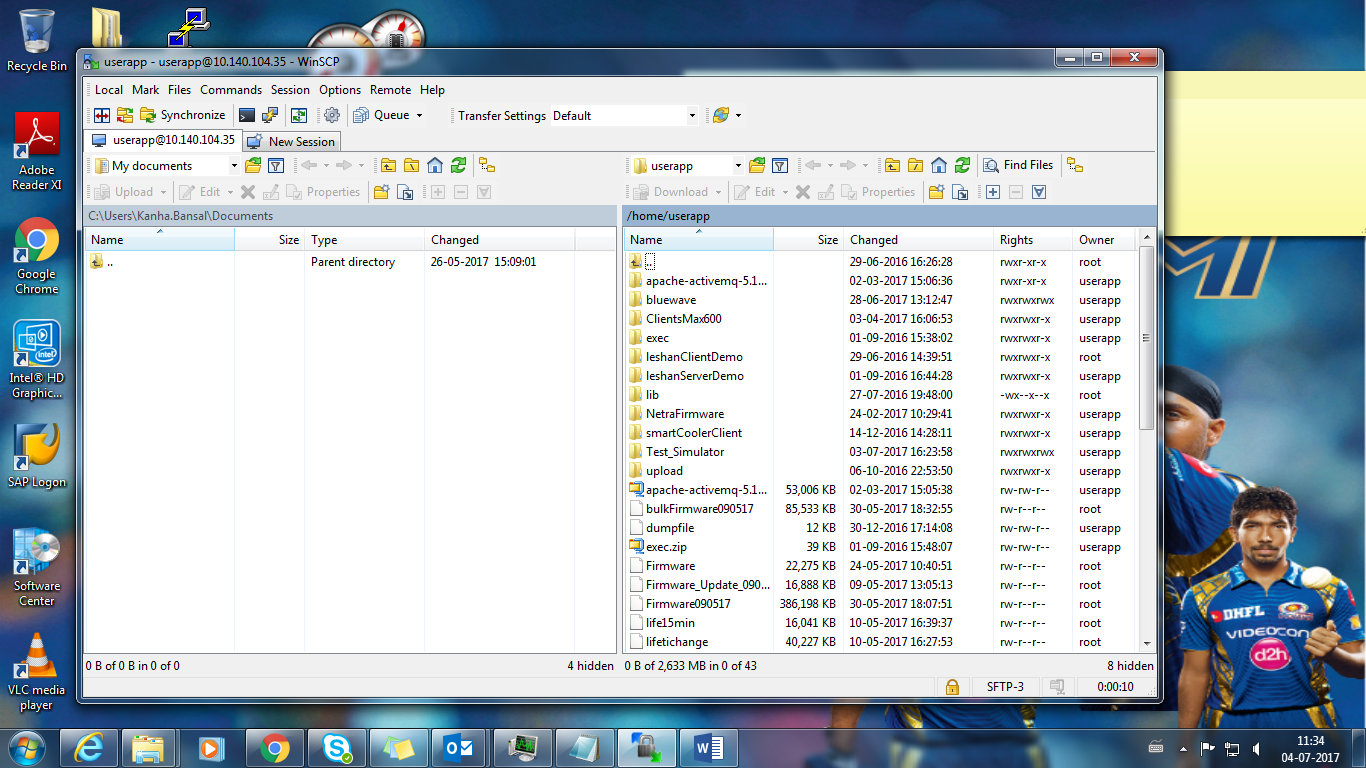 Recycle Bin
Adobe
Reader XI
Google
Chrome
Intel® HD
Graphic...
SAP Logon
Software
Center
VLC media
player
userapp - userapp@10.140.104.35 - WinSCP
Local Mark Files Commands Session Options Remote Help
Synchronize Queue Transfer Settings Default
userapp@10.140.104.35 New Session
My documents userapp Find Files
Upload Edit Properties Download Edit Properties
C:\Users\Kanha.Bansal\Documents /home/userapp
Name Size Type Changed Name Size Changed Rights Owner
.. Parent directory 26-05-2017 15:09:01 .. 29-06-2016 16:26:28 rwxr-xr-x root
apache-activemq-5.1... 02-03-2017 15:06:36 rwxr-xr-x userapp
bluewave 28-06-2017 13:12:47 rwxrwxrwx userapp
ClientsMax600 03-04-2017 16:06:53 rwxrwxr-x userapp
exec 01-09-2016 15:38:02 rwxrwxr-x userapp
leshanClientDemo 29-06-2016 14:39:51 rwxrwxr-x root
leshanServerDemo 01-09-2016 16:44:28 rwxrwxr-x userapp
lib 27-07-2016 19:48:00 -wx--x--x root
NetraFirmware 24-02-2017 10:29:41 rwxrwxr-x userapp
smartCoolerClient 14-12-2016 14:28:11 rwxrwxr-x userapp
Test_Simulator 03-07-2017 16:23:58 rwxrwxrwx userapp
upload 06-10-2016 22:53:50 rwxrwxr-x userapp
apache-activemq-5.1... 53,006 KB 02-03-2017 15:05:38 rw-rw-r-- userapp
bulkFirmware090517 85,533 KB 30-05-2017 18:32:55 rw-r--r-- root
dumpfile 12 KB 30-12-2016 17:14:08 rw-rw-r-- userapp
exec.zip 39 KB 01-09-2016 15:48:07 rw-rw-r-- userapp
Firmware 22,275 KB 24-05-2017 10:40:51 rw-r--r-- root
Firmware_Update_090... 16,888 KB 09-05-2017 13:05:13 rw-r--r-- root
Firmware090517 386,198 KB 30-05-2017 18:07:51 rw-r--r-- root
life15min 16,041 KB 10-05-2017 16:39:37 rw-r--r-- root
lifetichange 40,227 KB 10-05-2017 16:27:53 rw-r--r-- root
0 B of 0 B in 0 of 0 4 hidden 0 B of 2,633 MB in 0 of 43 8 hidden
SFTP-3 0:00:10
MI
DHFL
VIDEOCON
d2h
11:34
04-07-2017